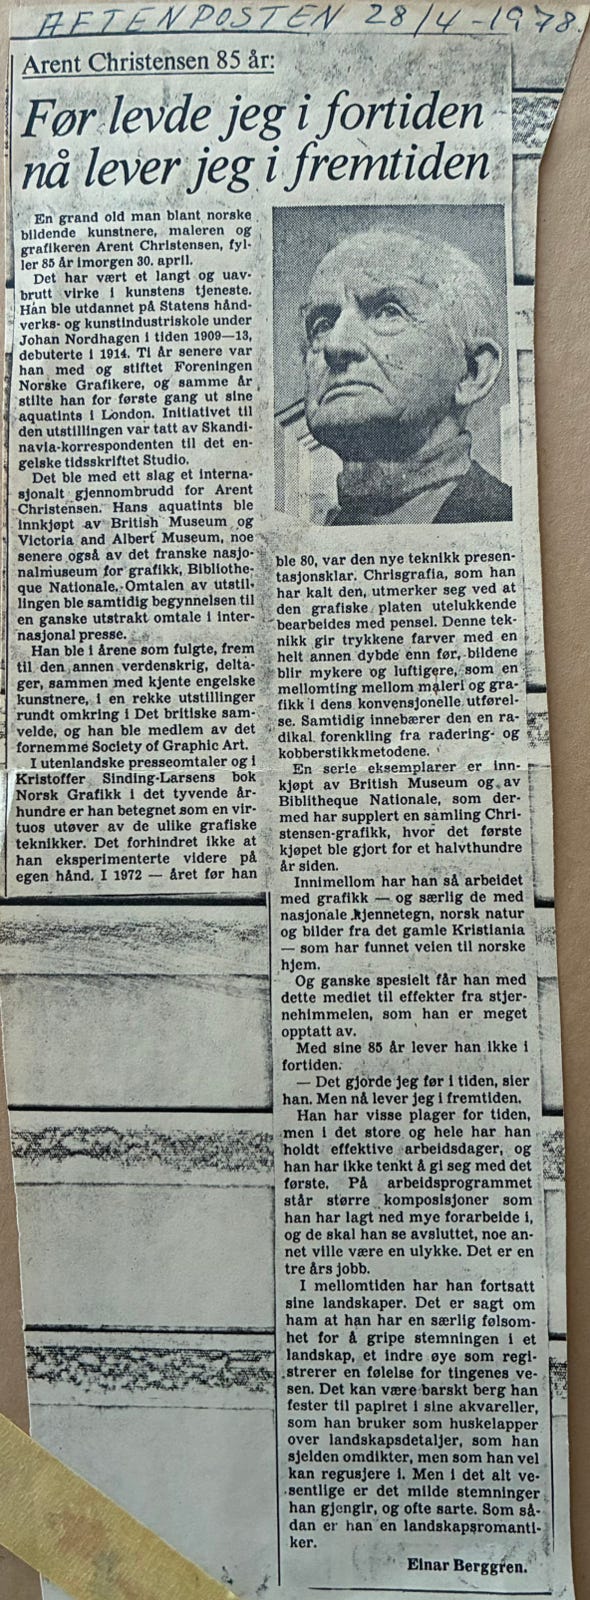 AFTENPOSTEN 28/4-1978.
Arent Christensen 85 år:
Før levde jeg i fortiden
nå lever jeg i fremtiden
En grand old man blant norske
bildende kunstnere, maleren og
grafikeren Arent Christensen, fyl-
ler 85 år imorgen 30. april.
Det har vært et langt og uav-
brutt virke i kunstens tjeneste.
Han ble utdannet på Statens hånd-
verks- og kunstindustriskole under
Johan Nordhagen i tiden 1909—13,
debuterte i 1914. Ti år senere var
han med og stiftet Foreningen
Norske Grafikere, og samme år
stilte han for første gang ut sine
aquatints i London. Initiativet til
den utstillingen var tatt av Skandi-
navia-korrespondenten til det en-
gelske tidsskriftet Studio.
Det ble med ett slag et interna-
sjonalt gjennombrudd for Arent
Christensen. Hans aquatints ble
innkjøpt av British Museum og
Victoria and Albert Museum, noe
senere også av det franske nasjo-
nalmuseum for grafikk, Bibliothe-
que Nationale. Omtalen av utstil-
lingen ble samtidig begynnelsen til
en ganske utstrakt omtale i inter-
nasjonal presse.
Han ble i årene som fulgte, frem
til den annen verdenskrig, delta-
ger, sammen med kjente engelske
kunstnere, i en rekke utstillinger
rundt omkring i Det britiske sam-
velde, og han ble medlem av det
fornemme Society of Graphic Art.
I utenlandske presseomtaler og i
Kristoffer Sinding-Larsens bok
Norsk Grafikk i det tyvende år-
hundre er han betegnet som en vir-
tuos utøver av de ulike grafiske
teknikker. Det forhindret ikke at
han eksperimenterte videre på
egen hånd. I 1972 — året før han
ble 80, var den nye teknikk presen-
tasjonsklar. Chrisgrafia, som han
har kalt den, utmerker seg ved at
den grafiske platen utelukkende
bearbeides med pensel. Denne tek-
nikk gir trykkene farver med en
helt annen dybde enn før, bildene
blir mykere og luftigere, som en
mellomting mellom maleri og gra-
fikk i dens konvensjonelle utførel-
se. Samtidig innebærer den en ra-
dikal forenkling fra radering- og
kobberstikkmetodene.
En serie eksemplarer er inn-
kjøpt av British Museum og av
Biblitheque Nationale, som der-
med har supplert en samling Chri-
stensen-grafikk, hvor det første
kjøpet ble gjort for et halvthundre
år siden.
Innimellom har han så arbeidet
med grafikk — og særlig de med
nasjonale kjennetegn, norsk natur
og bilder fra det gamle Kristiania
— som har funnet veien til norske
hjem.
Og ganske spesielt får han med
dette mediet til effekter fra stjer-
nehimmelen, som han er meget
opptatt av.
Med sine 85 år lever han ikke i
fortiden.
— Det gjorde jeg før i tiden, sier
han. Men nå lever jeg i fremtiden.
Han har visse plager for tiden,
men i det store og hele har han
holdt effektive arbeidsdager, og
han har ikke tenkt å gi seg med det
første. På arbeidsprogrammet
står større komposisjoner som
han har lagt ned mye forarbeide i,
og de skal han se avsluttet, noe an-
net ville være en ulykke. Det er en
tre års jobb.
I mellomtiden har han fortsatt
sine landskaper. Det er sagt om
ham at han har en særlig følsom-
het for å gripe stemningen i et
landskap, et indre øye som regi-
strerer en følelse for tingenes ve-
sen. Det kan være barskt berg han
fester til papiret i sine akvareller,
som han bruker som huskelapper
over landskapsdetaljer, som han
sjelden omdikter, men som han vel
kan regusjere i. Men i det alt ve-
sentlige er det milde stemninger
han gjengir, og ofte sarte. Som så-
dan er han en landskapsromanti-
ker.
Einar Berggren.